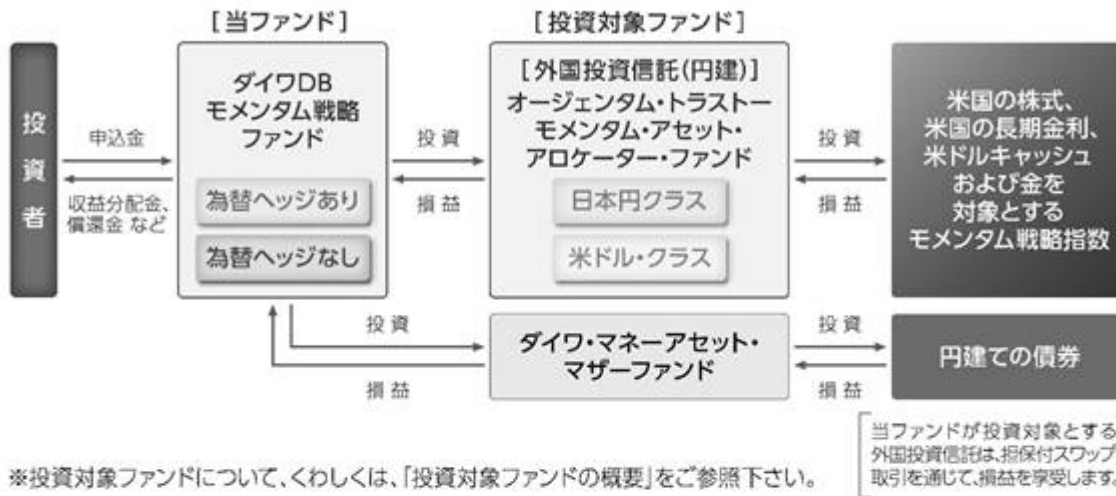 [当ファンド]
[投資対象ファンド]
投資者
申込金
収益分配金、
償還金 など
ダイワDB
モメンタム戦略
ファンド
為替ヘッジあり
為替ヘッジなし
投資
損益
[外国投資信託(円建)]
オージェンタム・トラストー
モメンタム・アセット・
アロケーター・ファンド
日本円クラス
米ドル・クラス
投資
損益
米国の株式、
米国の長期金利、
米ドルキャッシュ
および金を
対象とする
モメンタム戦略指数
投資
損益
ダイワ・マネーアセット・
マザーファンド
投資
損益
円建ての債券
当ファンドが投資対象とする
外国投資信託は、担保付スワップ
取引を通じて、損益を享受します。
※投資対象ファンドについて、くわしくは、「投資対象ファンドの概要」をご参照下さい。